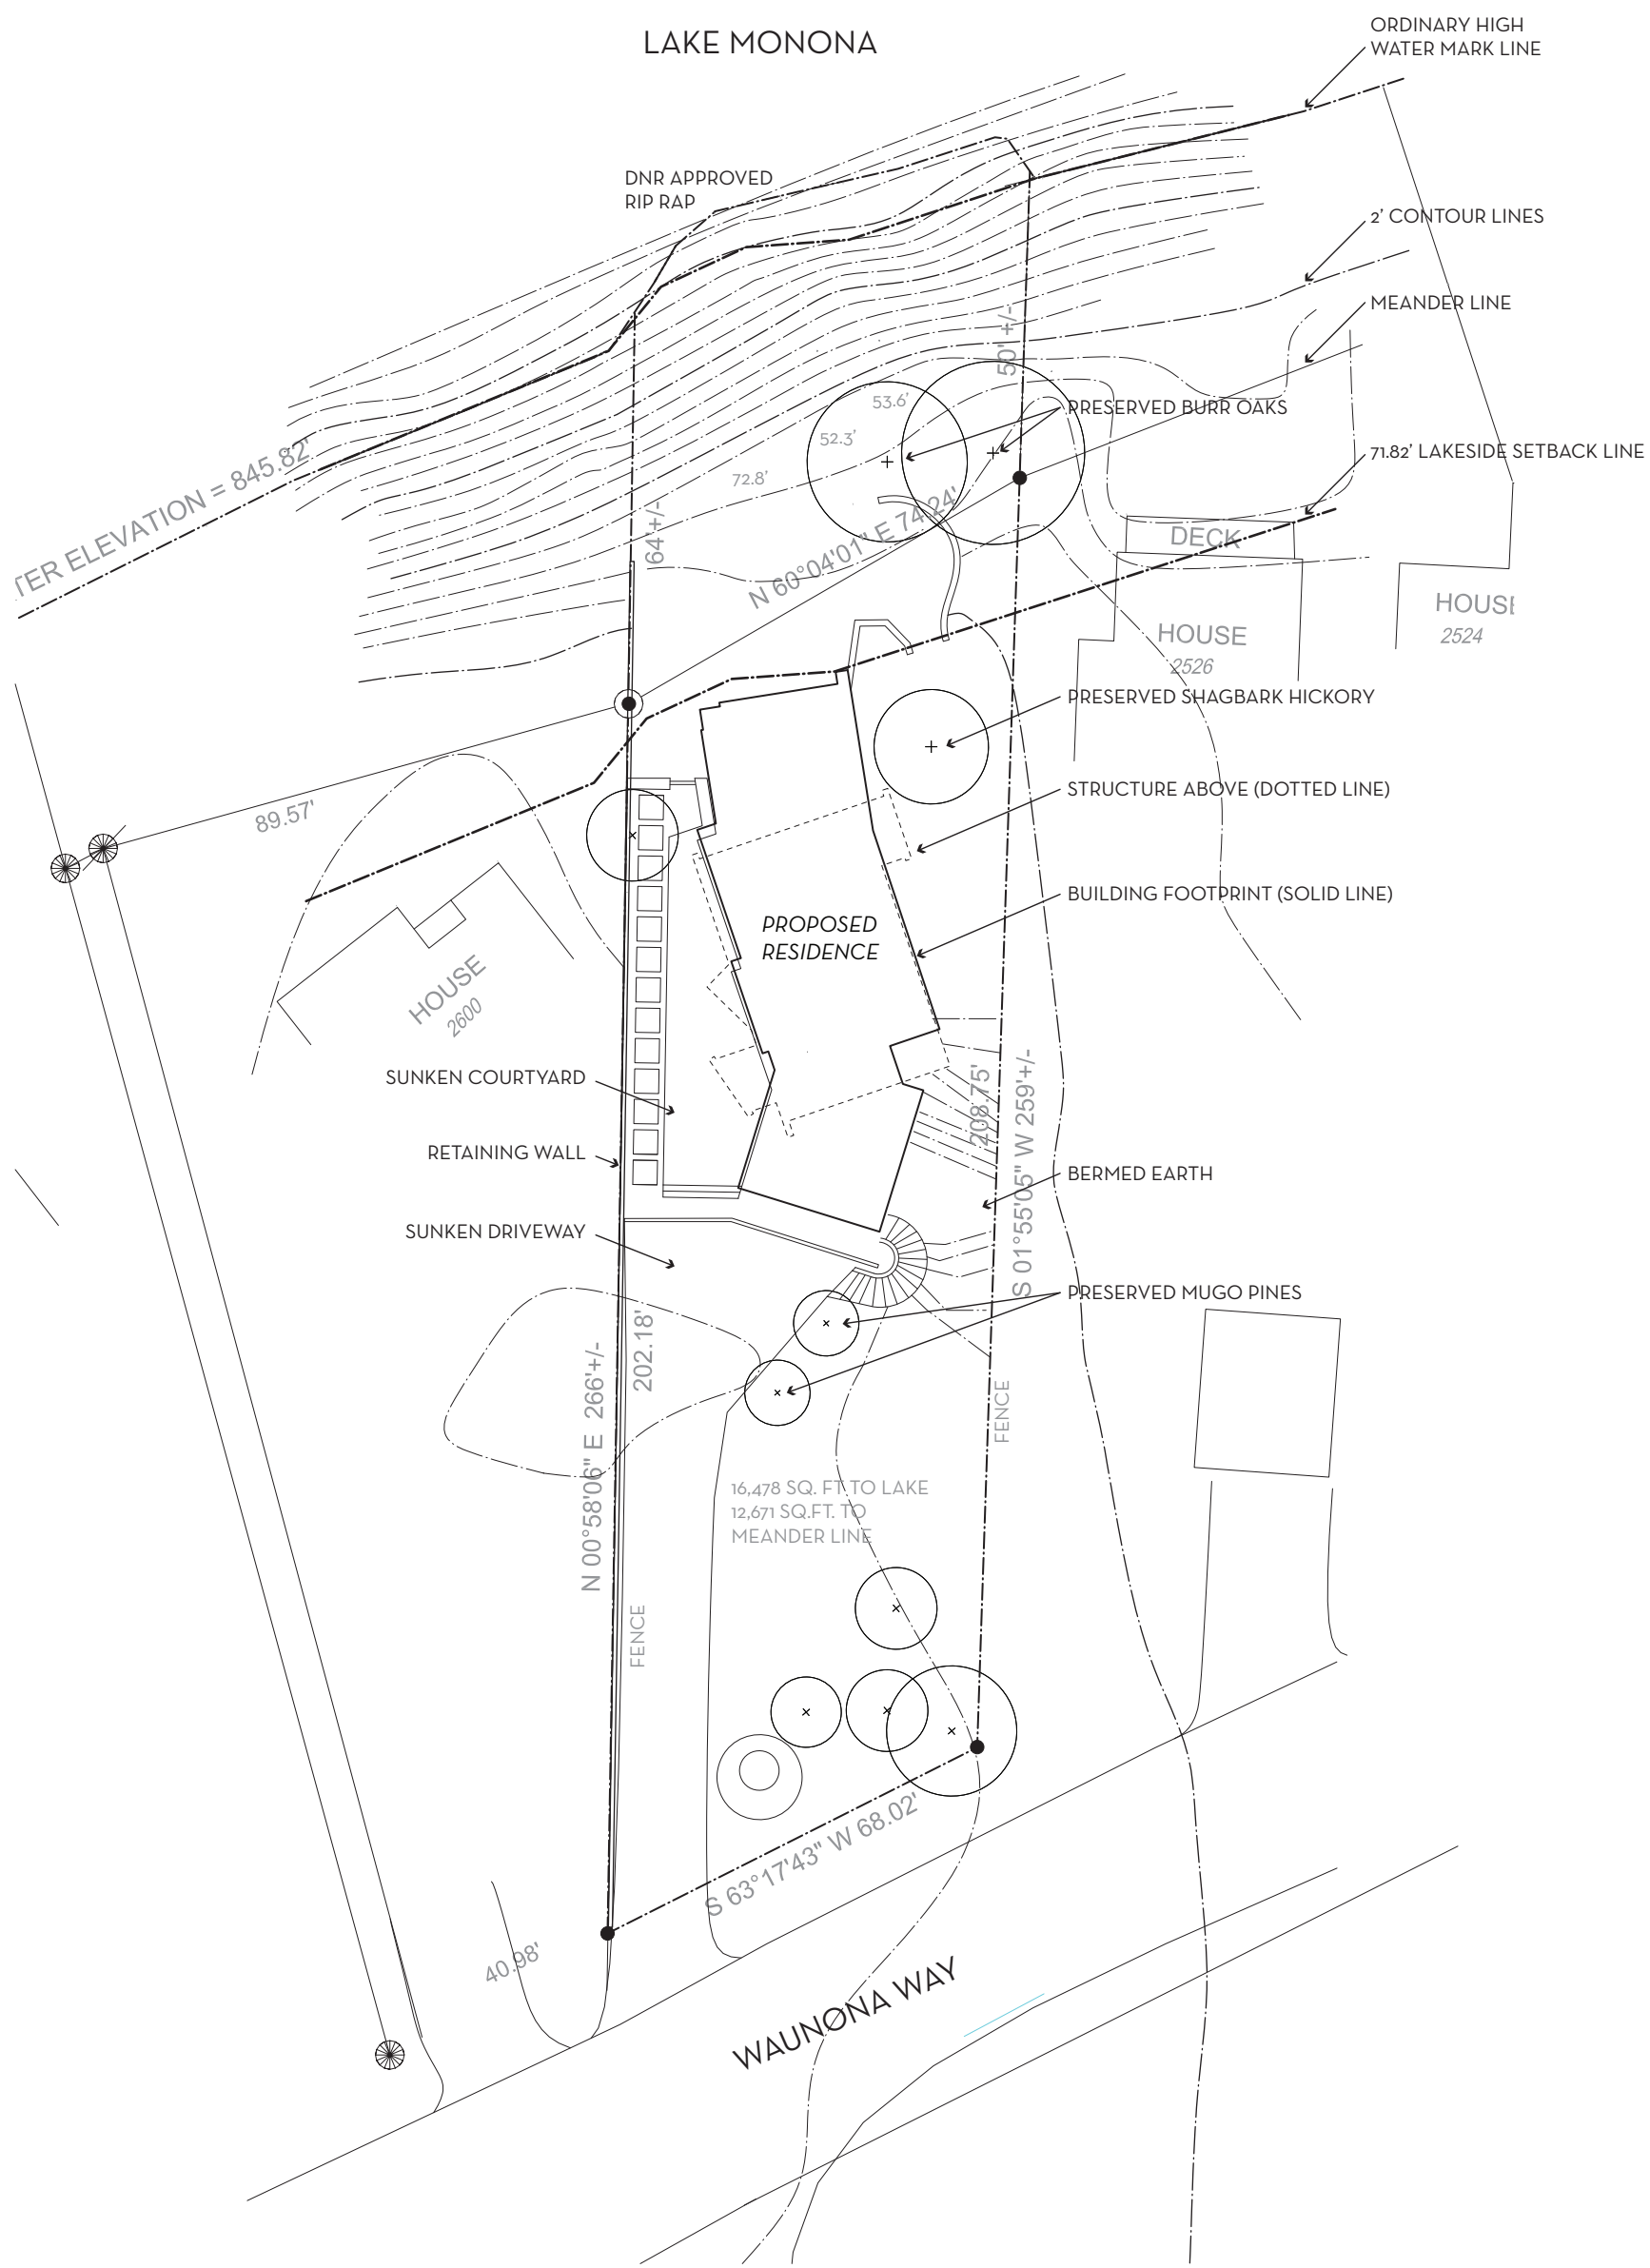 LAKE MONONA
ORDINARY HIGH
WATER MARK LINE
DNR APPROVED
RIP RAP
2' CONTOUR LINES
MEANDER LINE
50' +/-
53.6'
PRESERVED BURR OAKS
52.3'
72.8'
71.82' LAKESIDE SETBACK LINE
TER ELEVATION = 845.82'
64 +/-
N 60°04'01" E 74.24'
DECK
HOUSE
2526
HOUSE
2524
PRESERVED SHAGBARK HICKORY
STRUCTURE ABOVE (DOTTED LINE)
89.57'
BUILDING FOOTPRINT (SOLID LINE)
PROPOSED
RESIDENCE
HOUSE
2600
SUNKEN COURTYARD
208.75'
S 01°55'05" W 259'+/-
RETAINING WALL
BERMED EARTH
SUNKEN DRIVEWAY
PRESERVED MUGO PINES
202.18'
N 00°58'06" E 266'+/-
FENCE
16,478 SQ. FT TO LAKE
12,671 SQ.FT. TO
MEANDER LINE
FENCE
S 63°17'43" W 68.02'
40.98'
WAUNONA WAY